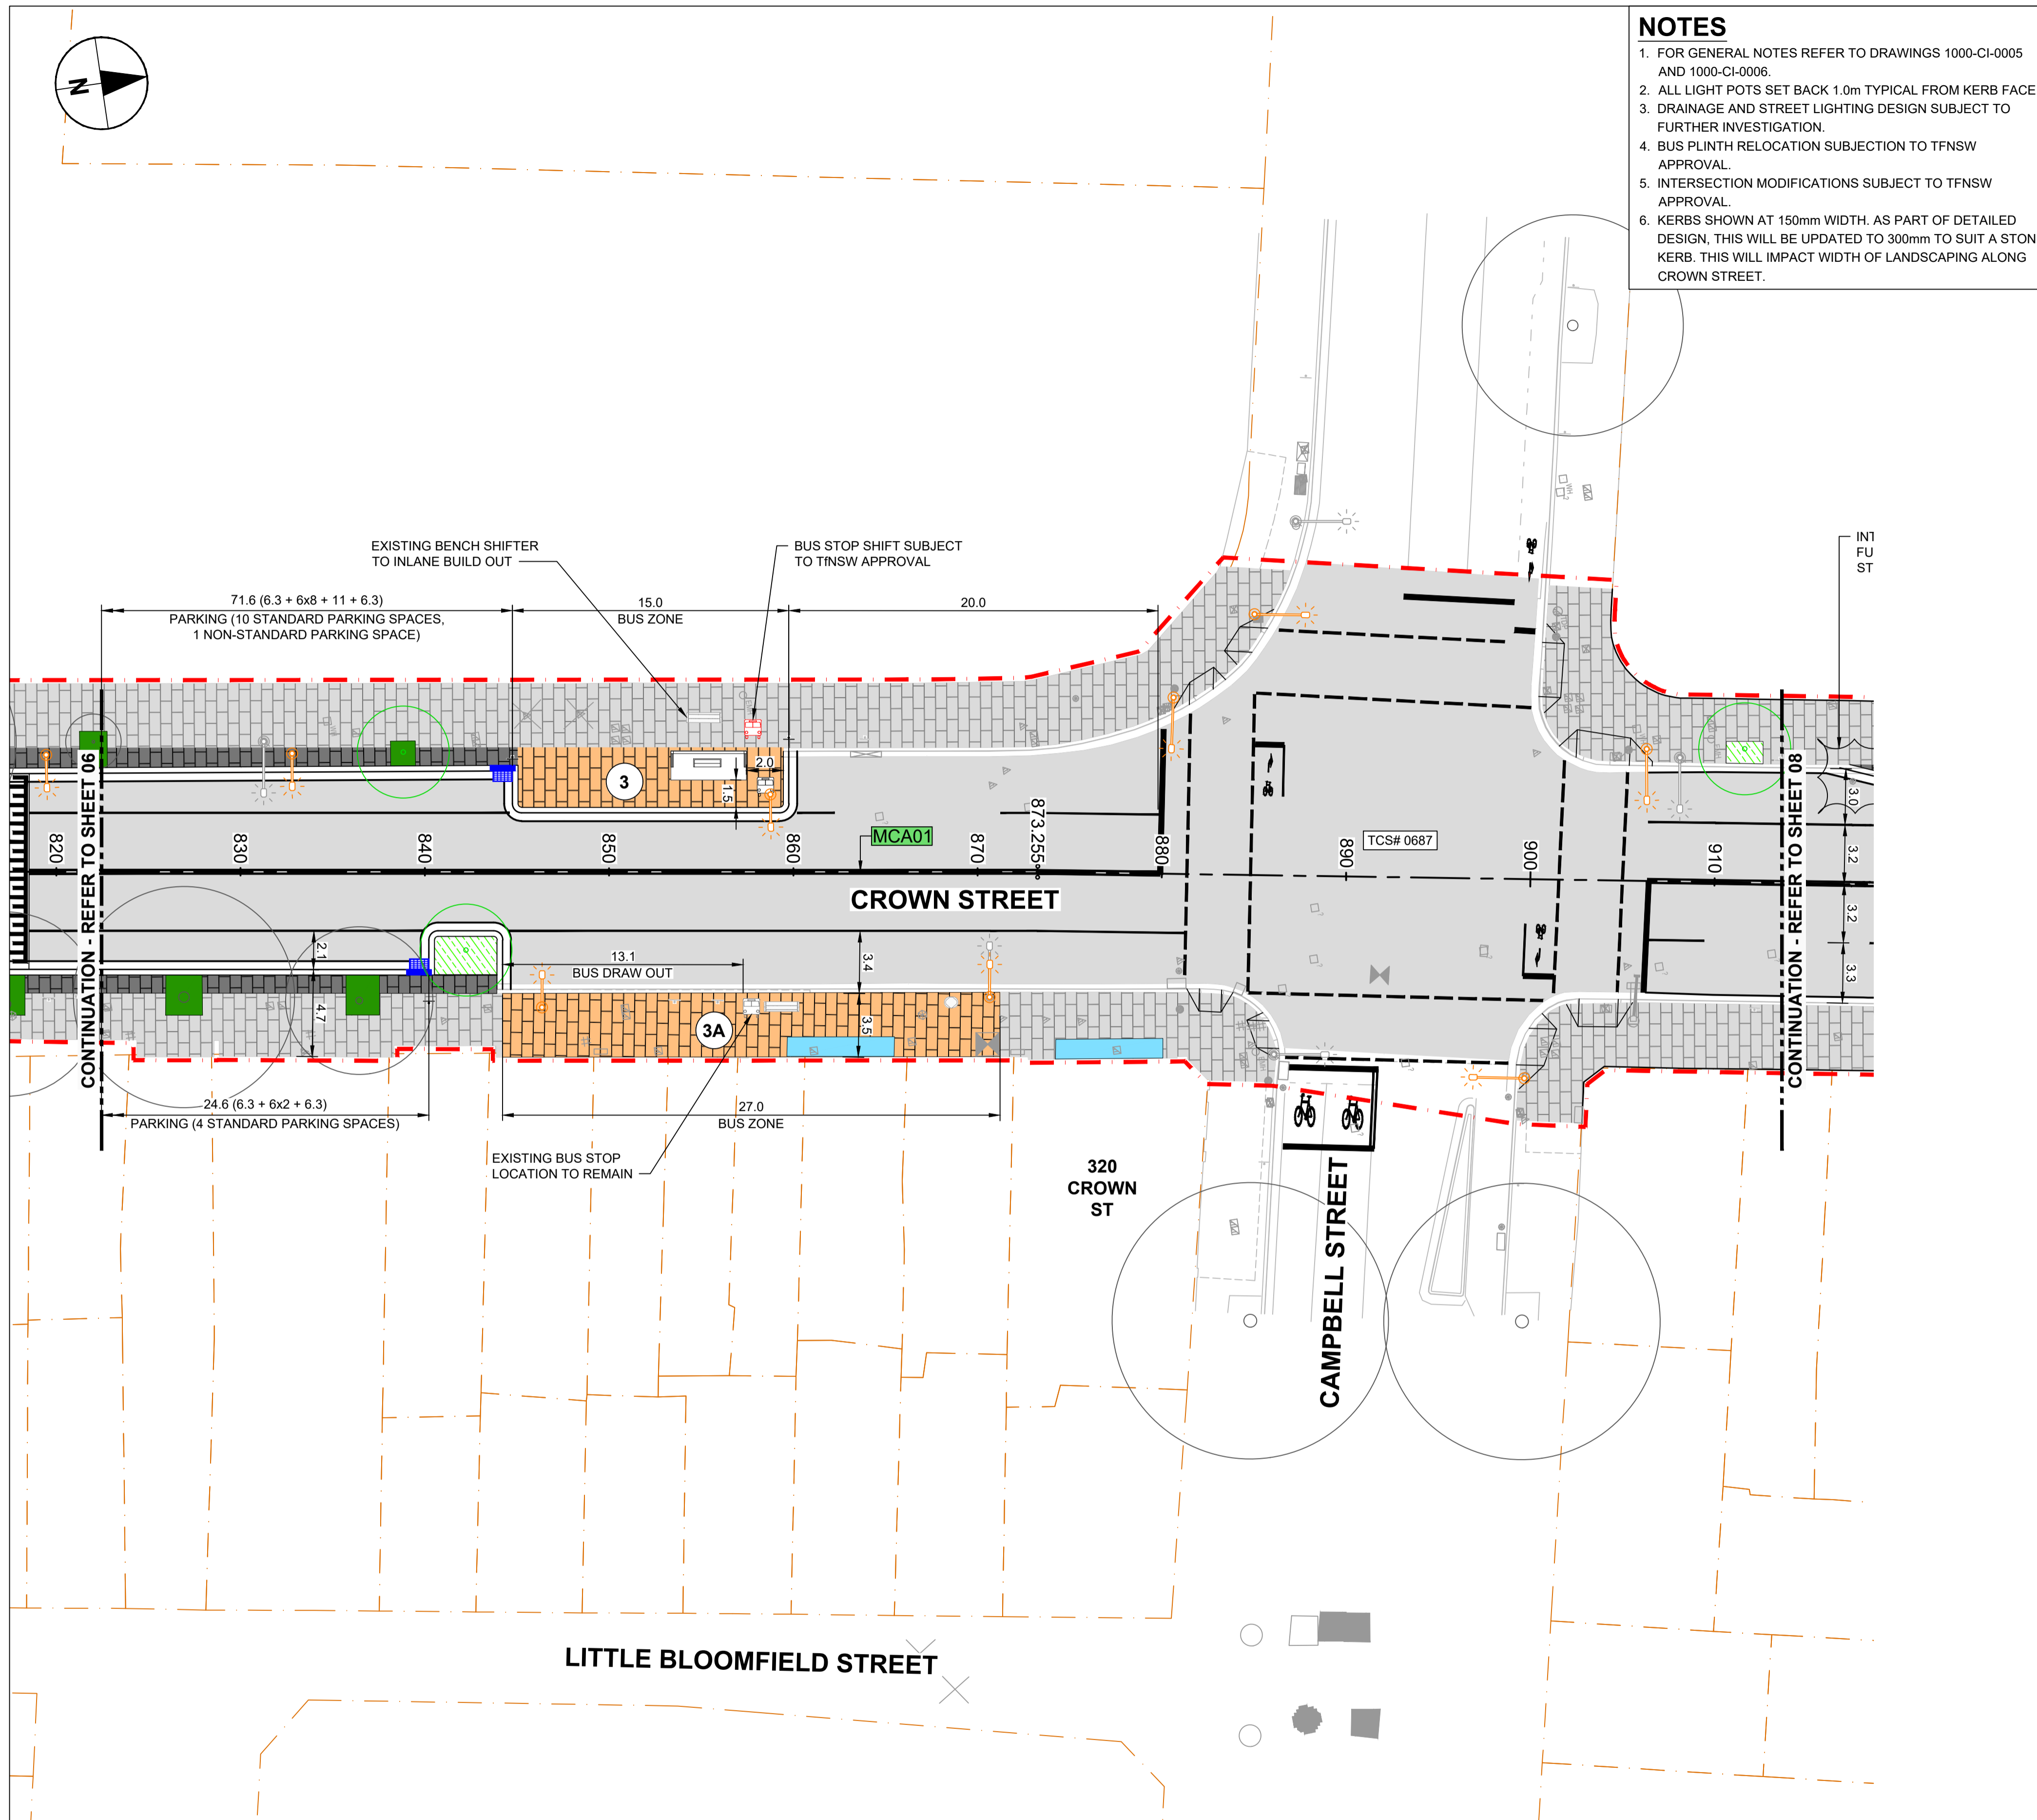 NOTES
1. FOR GENERAL NOTES REFER TO DRAWINGS 1000-CI-0005
AND 1000-CI-0006.
2. ALL LIGHT POTS SET BACK 1.0m TYPICAL FROM KERB FACE
3. DRAINAGE AND STREET LIGHTING DESIGN SUBJECT TO
FURTHER INVESTIGATION.
4. BUS PLINTH RELOCATION SUBJECTION TO TFNSW
APPROVAL.
5. INTERSECTION MODIFICATIONS SUBJECT TO TFNSW
APPROVAL.
6. KERBS SHOWN AT 150mm WIDTH. AS PART OF DETAILED
DESIGN, THIS WILL BE UPDATED TO 300mm TO SUIT A STON
KERB. THIS WILL IMPACT WIDTH OF LANDSCAPING ALONG
CROWN STREET.
N
EXISTING BENCH SHIFTER
TO INLANE BUILD OUT
BUS STOP SHIFT SUBJECT
TO TfNSW APPROVAL
INT
FU
ST
71.6 (6.3 + 6x8 + 11 + 6.3)
PARKING (10 STANDARD PARKING SPACES,
1 NON-STANDARD PARKING SPACE)
15.0
BUS ZONE
20.0
CONTINUATION - REFER TO SHEET 06
3
2.0
1.5
MCA01
TCS# 0687
820
830
840
850
860
870
873.255
880
890
900
910
CROWN STREET
CONTINUATION - REFER TO SHEET 08
3.0
3.2
3.2
3.3
2.1
4.7
13.1
BUS DRAW OUT
3.4
3A
3.5
24.6 (6.3 + 6x2 + 6.3)
PARKING (4 STANDARD PARKING SPACES)
27.0
BUS ZONE
EXISTING BUS STOP
LOCATION TO REMAIN
320
CROWN
ST
CAMPBELL STREET
LITTLE BLOOMFIELD STREET